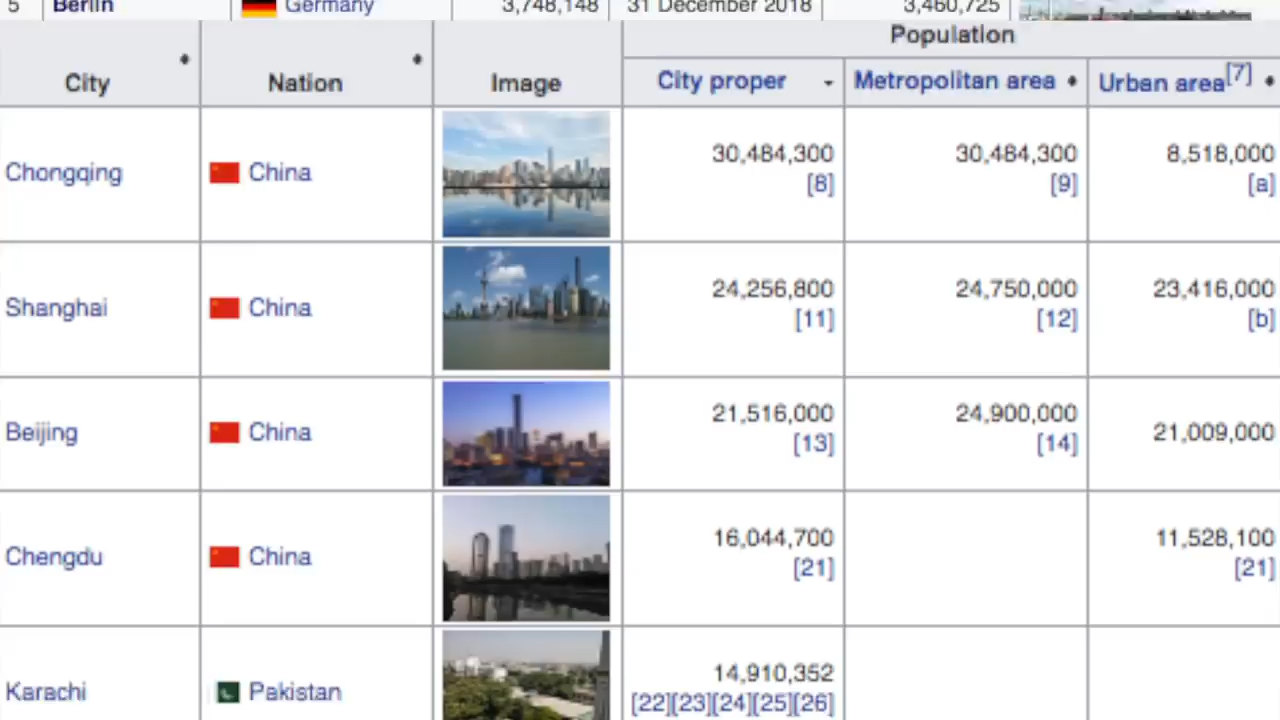 5 Berlin Germany 3,748,148 31 December 2018 3,460,725
Population
City Nation Image City proper Metropolitan area Urban area[7]
Chongqing China 30,484,300 30,484,300 8,518,000
[8] [9] [a]
Shanghai China 24,256,800 24,750,000 23,416,000
[11] [12] [b]
Beijing China 21,516,000 24,900,000 21,009,000
[13] [14]
Chengdu China 16,044,700 11,528,100
[21] [21]
Karachi Pakistan 14,910,352
[22][23][24][25][26]